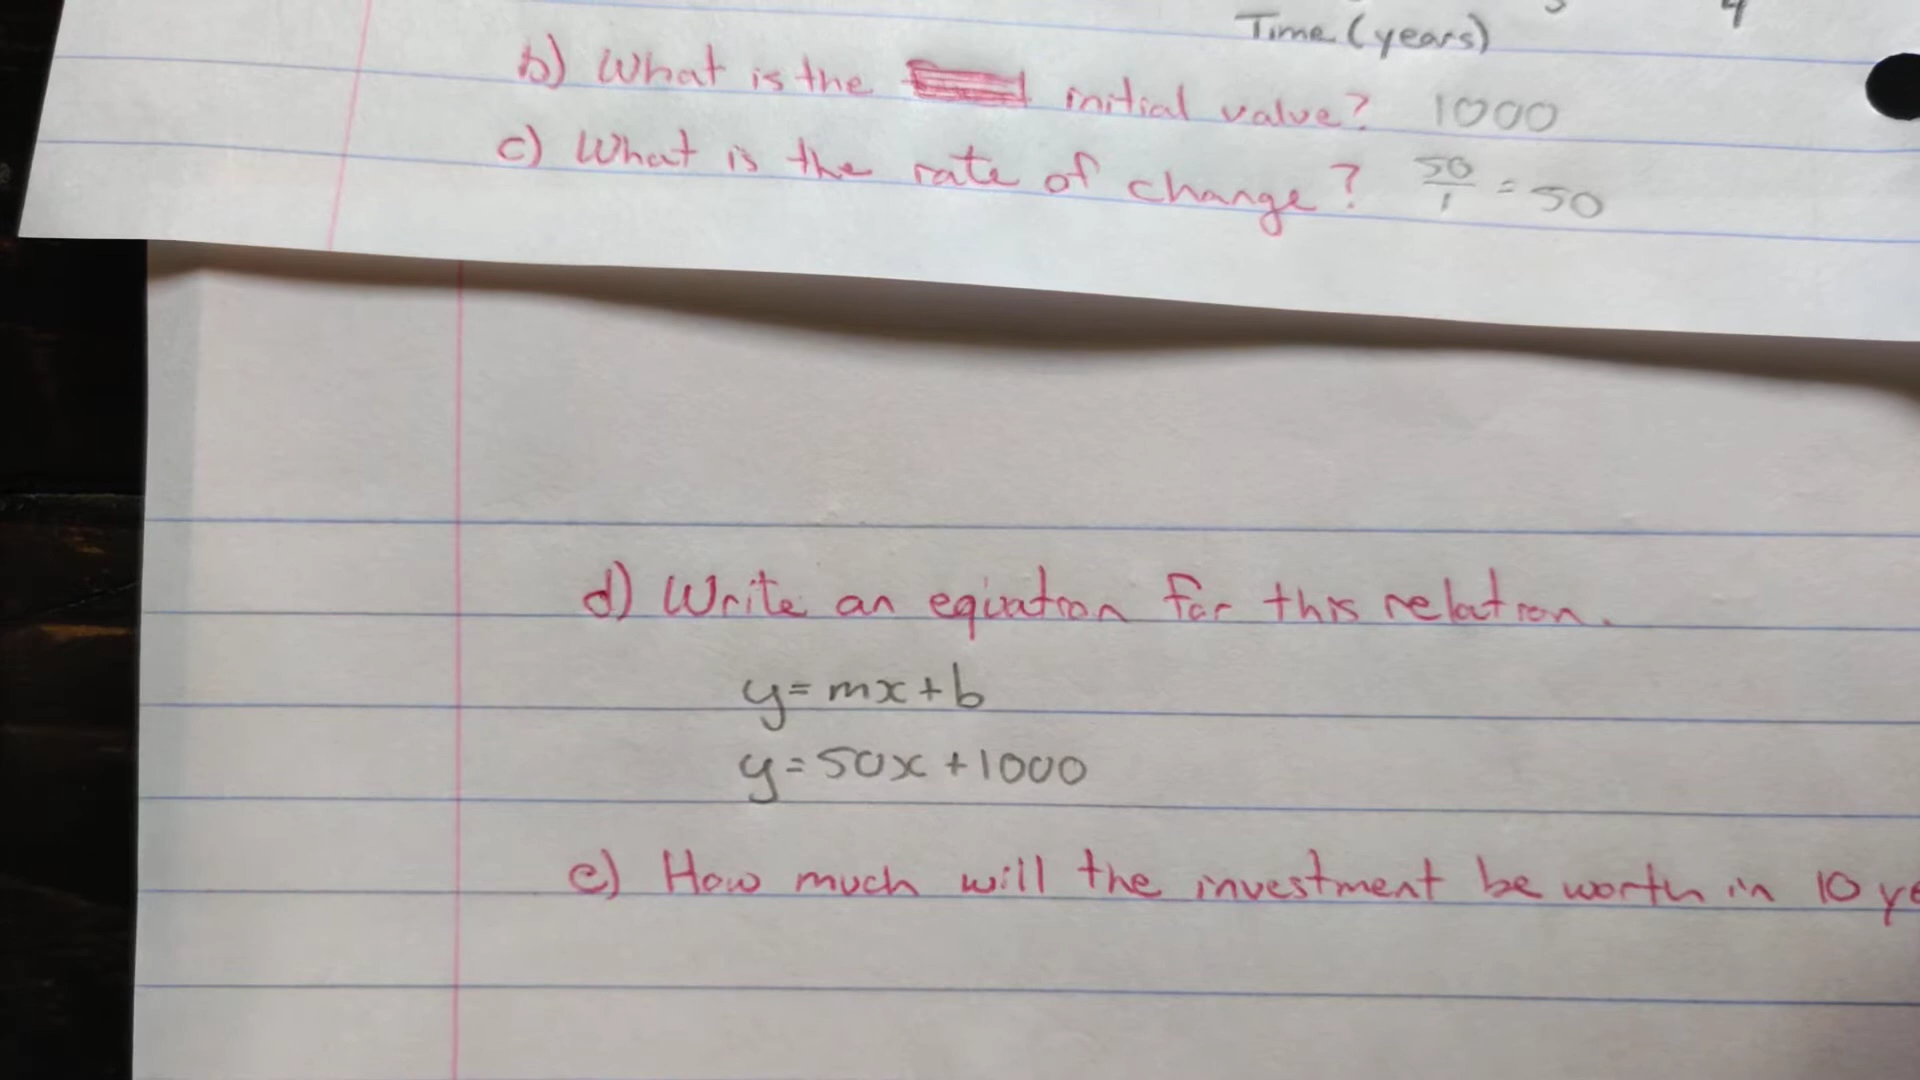 Time (years)
b) What is the initial value? 1000
c) What is the rate of change? 50/1 = 50
d) Write an equation for this relation.
y = mx + b
y = 50x + 1000
e) How much will the investment be worth in 10 ye